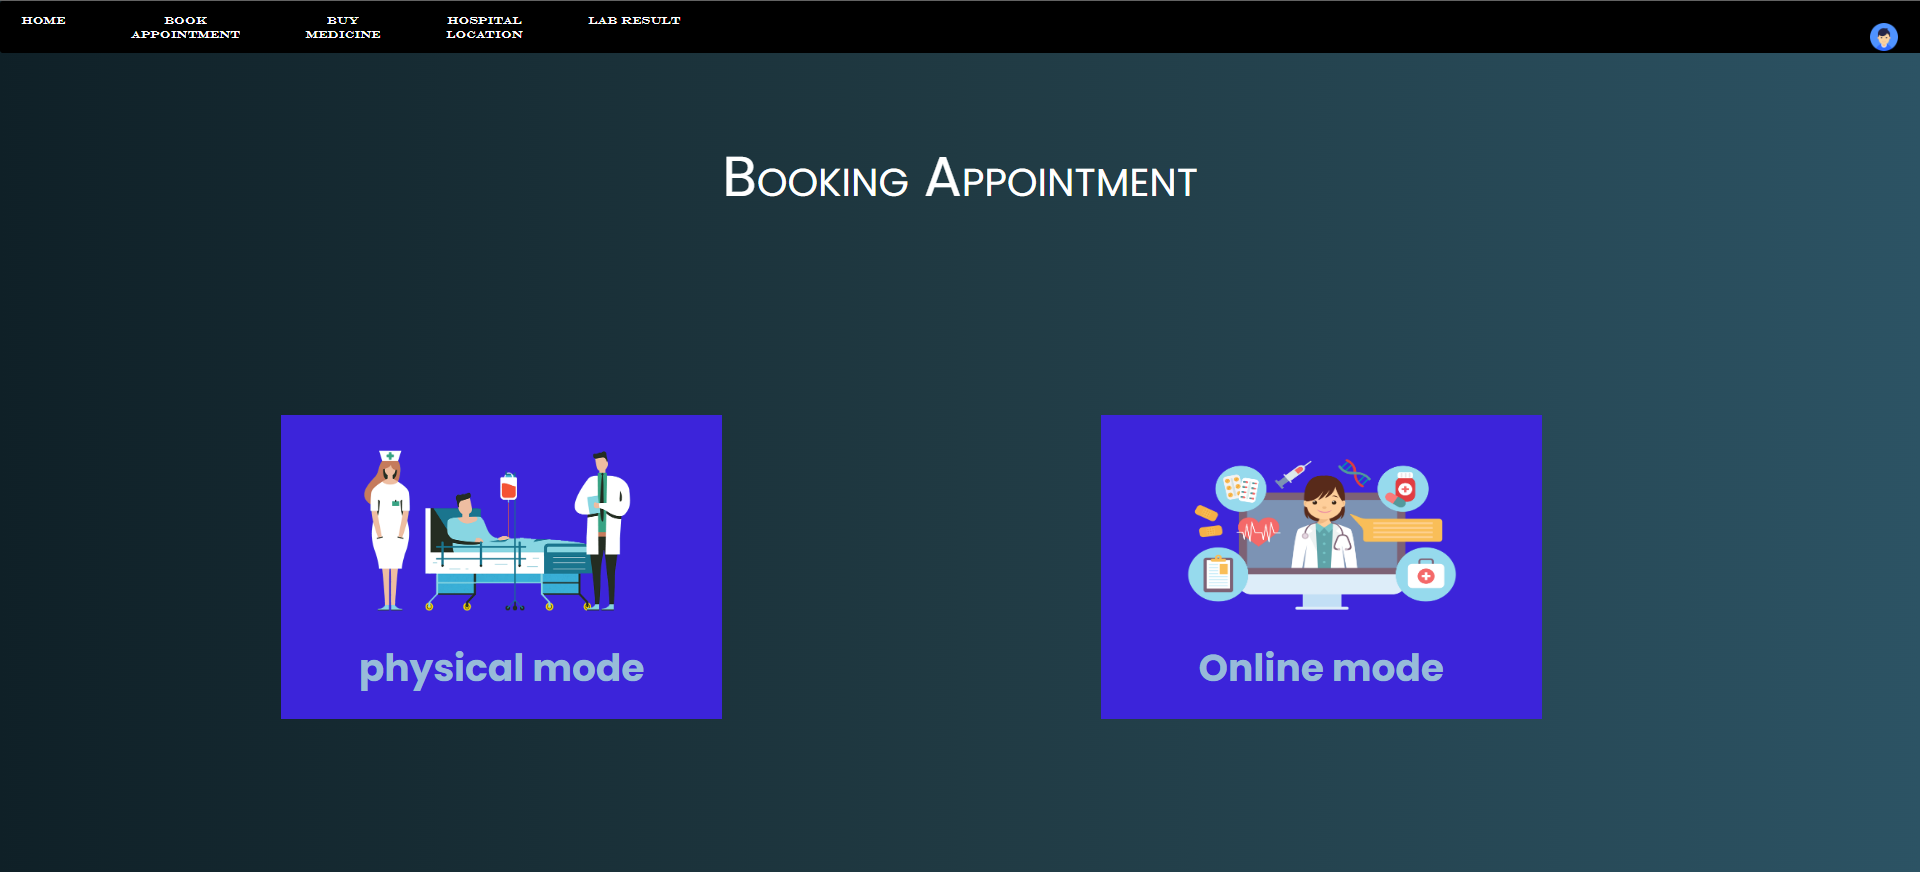 HOME
BOOK
APPOINTMENT
BUY
MEDICINE
HOSPITAL
LOCATION
LAB RESULT
Booking Appointment
physical mode
Online mode